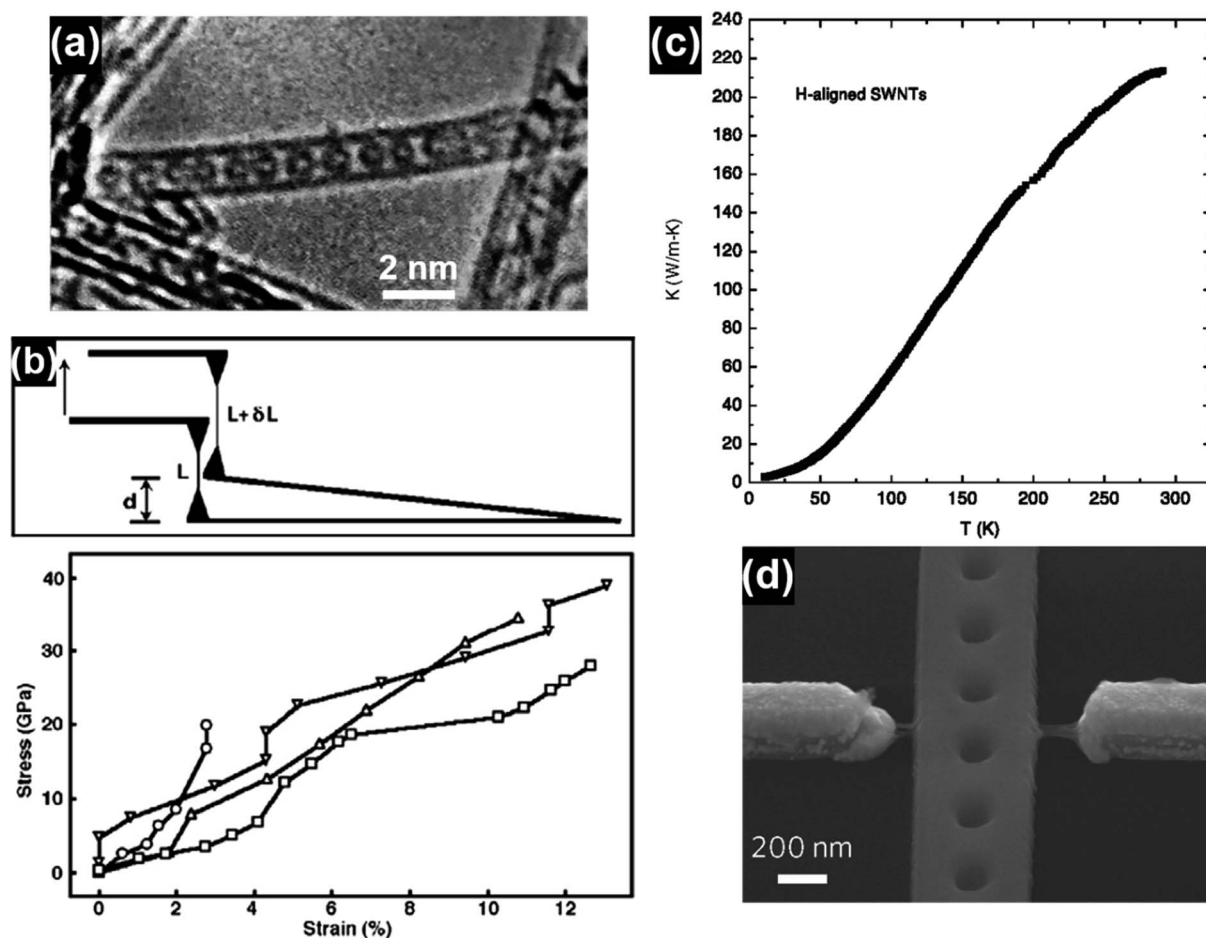 (a)
2 nm
(b)
L+ δL
L
d
Stress (GPa)
40
30
20
10
0
0 2 4 6 8 10 12
Strain (%)
(c)
H-aligned SWNTs
K (W/m-K)
240
220
200
180
160
140
120
100
80
60
40
20
0
0 50 100 150 200 250 300
T (K)
(d)
200 nm